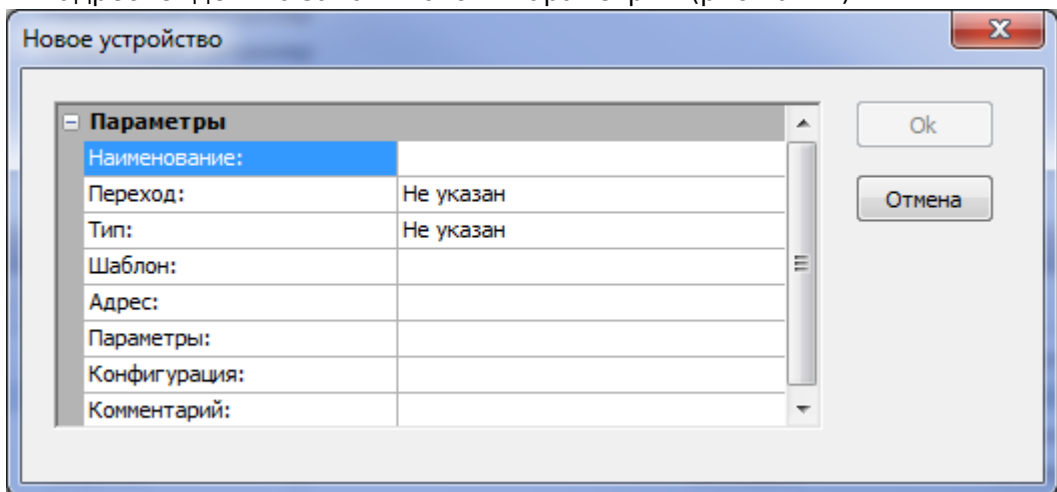 Новое устройство
Параметры
Ok
Наименование:
Переход: Не указан
Отмена
Тип: Не указан
Шаблон:
Адрес:
Параметры:
Конфигурация:
Комментарий: